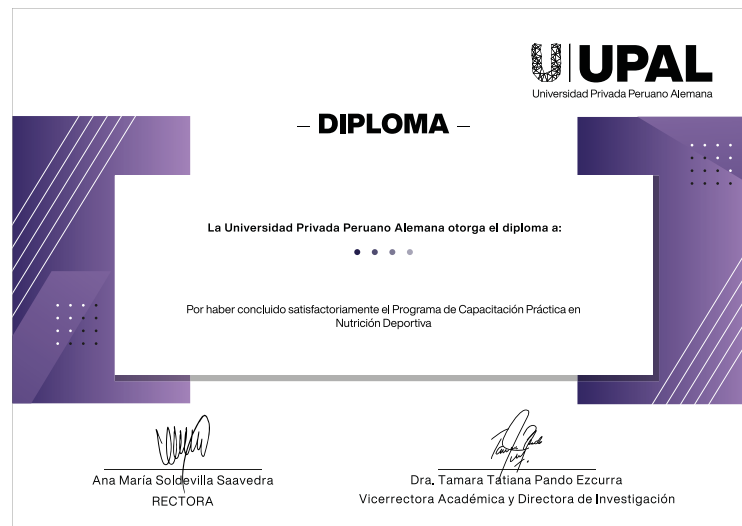 UPAL
Universidad Privada Peruano Alemana
– DIPLOMA –
La Universidad Privada Peruano Alemana otorga el diploma a:
Por haber concluido satisfactoriamente el Programa de Capacitación Práctica en
Nutrición Deportiva
Ana María Soldevilla Saavedra
RECTORA
Dra. Tamara Tatiana Pando Ezcurra
Vicerrectora Académica y Directora de Investigación